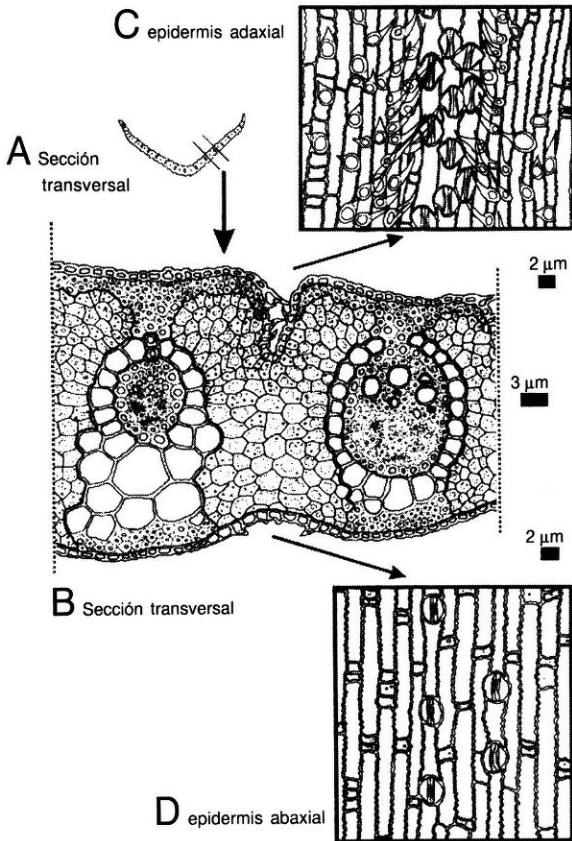 C epidermis adaxial
A Sección
transversal
2 µm
3 µm
2 µm
B Sección transversal
D epidermis abaxial